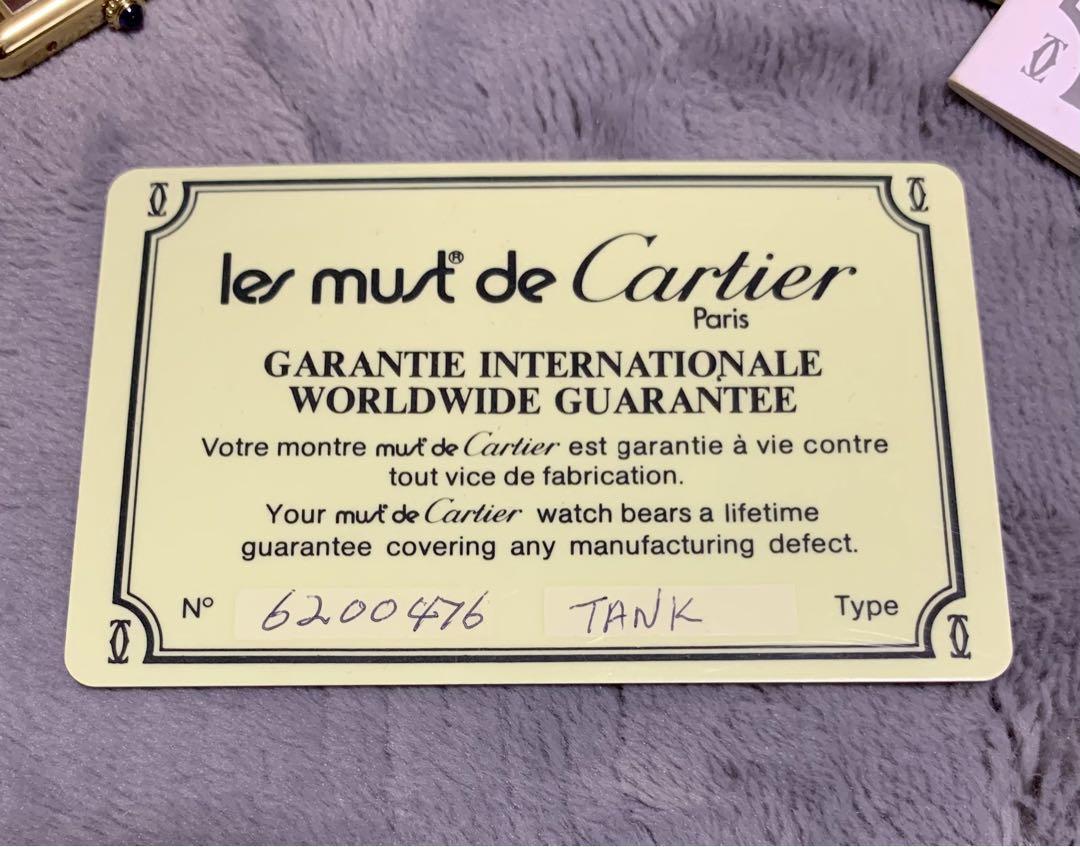 les must® de Cartier
Paris
GARANTIE INTERNATIONALE
WORLDWIDE GUARANTEE
Votre montre must de Cartier est garantie à vie contre
tout vice de fabrication.
Your must de Cartier watch bears a lifetime
guarantee covering any manufacturing defect.
Nº 6200476 TANK Type